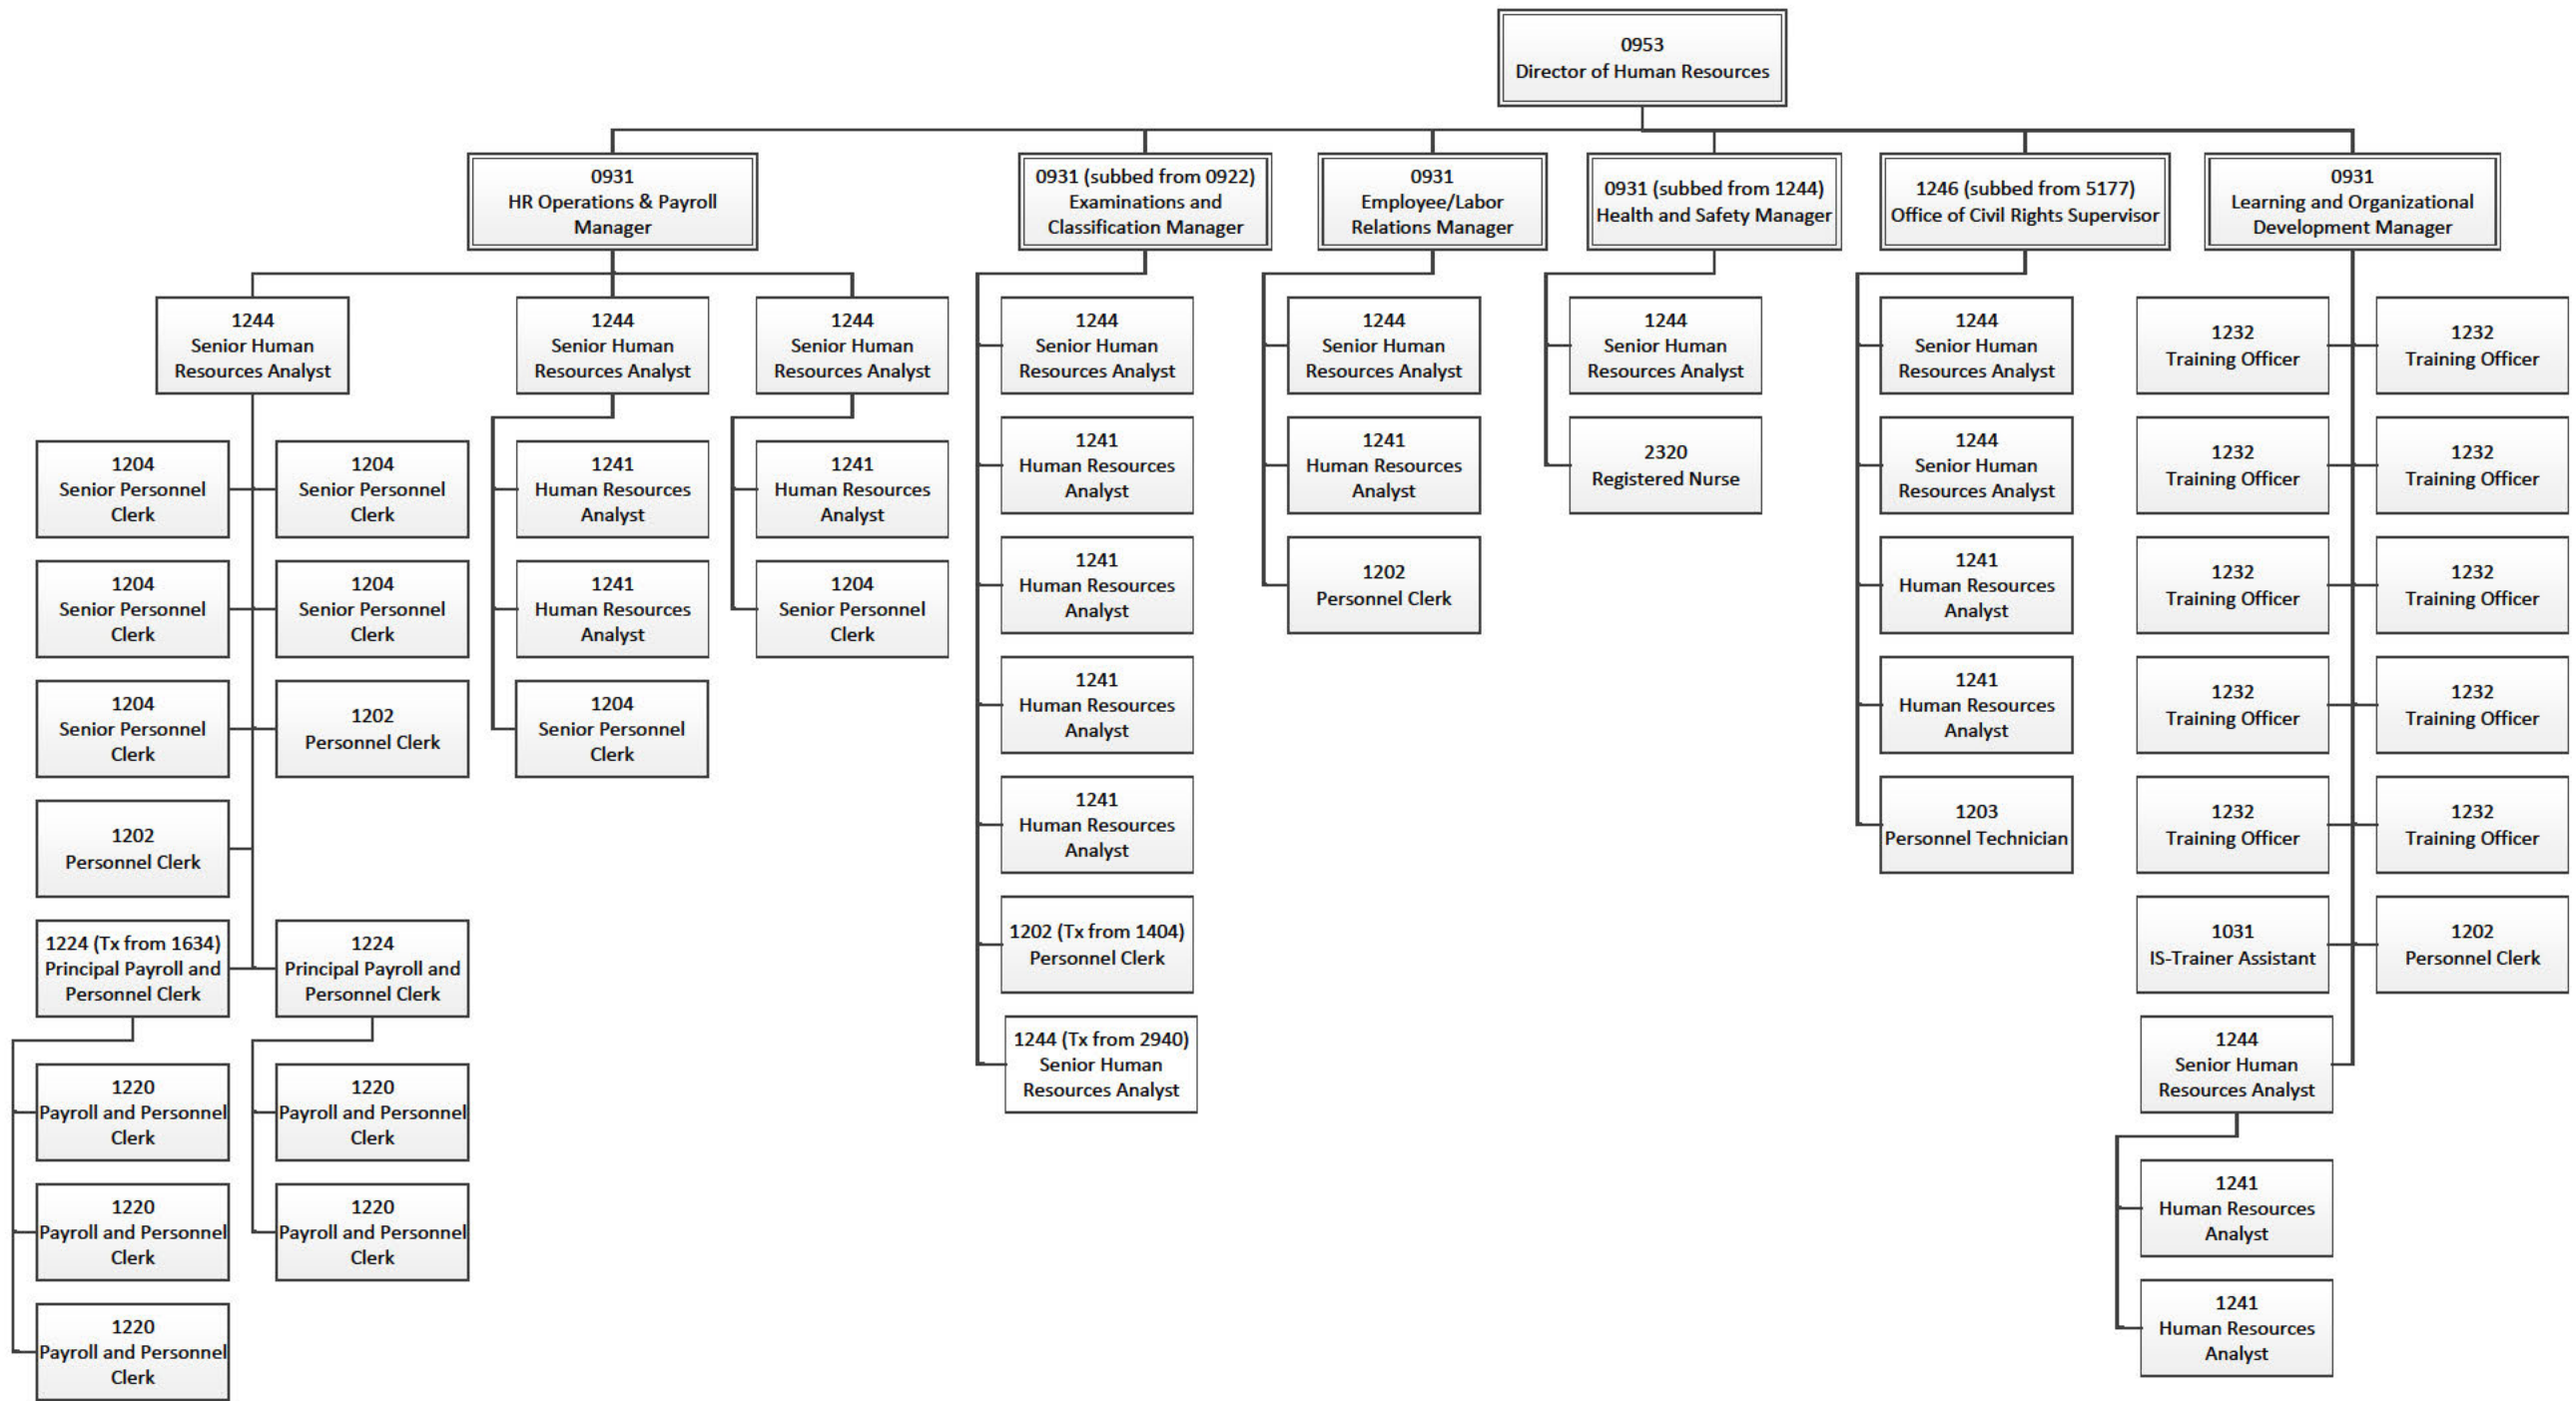 0953
Director of Human Resources
0931
HR Operations & Payroll
Manager
0931 (subbed from 0922)
Examinations and
Classification Manager
0931
Employee/Labor
Relations Manager
0931 (subbed from 1244)
Health and Safety Manager
1246 (subbed from 5177)
Office of Civil Rights Supervisor
0931
Learning and Organizational
Development Manager
1244
Senior Human
Resources Analyst
1204
Senior Personnel
Clerk
1204
Senior Personnel
Clerk
1204
Senior Personnel
Clerk
1204
Senior Personnel
Clerk
1204
Senior Personnel
Clerk
1202
Personnel Clerk
1202
Personnel Clerk
1224 (Tx from 1634)
Principal Payroll and
Personnel Clerk
1224
Principal Payroll and
Personnel Clerk
1220
Payroll and Personnel
Clerk
1220
Payroll and Personnel
Clerk
1220
Payroll and Personnel
Clerk
1220
Payroll and Personnel
Clerk
1220
Payroll and Personnel
Clerk
1244
Senior Human
Resources Analyst
1241
Human Resources
Analyst
1241
Human Resources
Analyst
1204
Senior Personnel
Clerk
1244
Senior Human
Resources Analyst
1241
Human Resources
Analyst
1204
Senior Personnel
Clerk
1244
Senior Human
Resources Analyst
1241
Human Resources
Analyst
1241
Human Resources
Analyst
1241
Human Resources
Analyst
1241
Human Resources
Analyst
1202 (Tx from 1404)
Personnel Clerk
1244 (Tx from 2940)
Senior Human
Resources Analyst
1244
Senior Human
Resources Analyst
1241
Human Resources
Analyst
1202
Personnel Clerk
1244
Senior Human
Resources Analyst
2320
Registered Nurse
1244
Senior Human
Resources Analyst
1244
Senior Human
Resources Analyst
1241
Human Resources
Analyst
1241
Human Resources
Analyst
1203
Personnel Technician
1232
Training Officer
1232
Training Officer
1232
Training Officer
1232
Training Officer
1232
Training Officer
1232
Training Officer
1232
Training Officer
1232
Training Officer
1232
Training Officer
1232
Training Officer
1031
IS-Trainer Assistant
1202
Personnel Clerk
1244
Senior Human
Resources Analyst
1241
Human Resources
Analyst
1241
Human Resources
Analyst